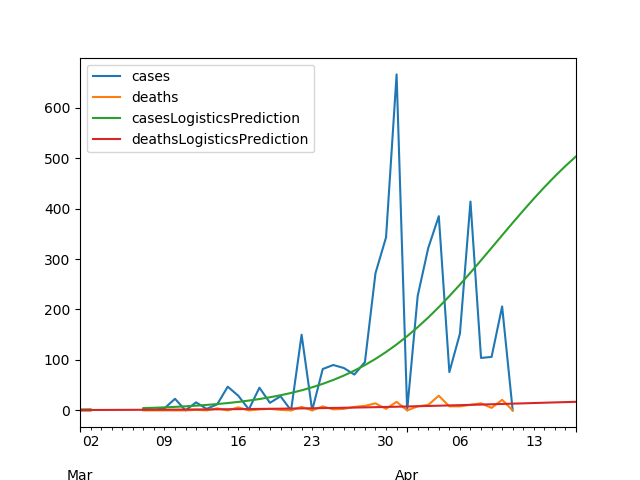 cases
deaths
casesLogisticsPrediction
deathsLogisticsPrediction
600
500
400
300
200
100
0
02 09 16 23 30 06 13
Mar Apr